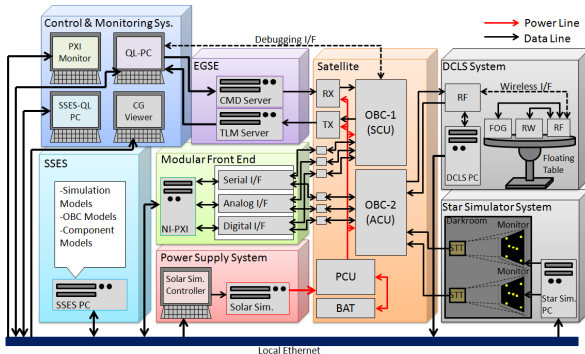 Control & Monitoring Sys.
PXI
Monitor
QL-PC
SSES-QL
PC
CG
Viewer
Debugging I/F
Power Line
Data Line
EGSE
CMD Server
TLM Server
Satellite
RX
TX
OBC-1
(SCU)
OBC-2
(ACU)
PCU
BAT
DCLS System
Wireless I/F
RF
FOG
RW
RF
DCLS PC
Floating
Table
SSES
-Simulation
Models
-OBC Models
-Component
Models
SSES PC
Modular Front End
NI-PXI
Serial I/F
Analog I/F
Digital I/F
Power Supply System
Solar Sim.
Controller
Solar Sim.
Star Simulator System
Darkroom
Monitor
STT
Monitor
STT
Star Sim.
PC
Local Ethernet